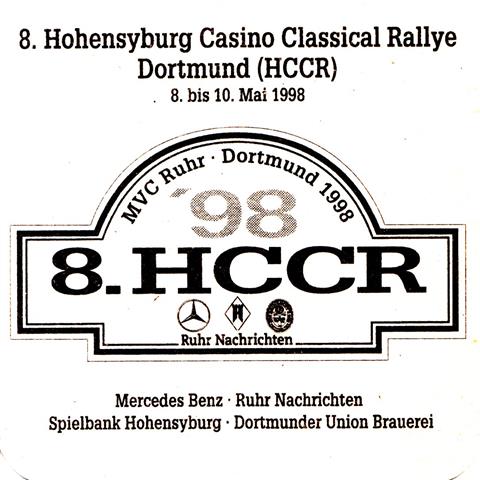 8. Hohensyburg Casino Classical Rallye
Dortmund (HCCR)
8. bis 10. Mai 1998
MVC Ruhr · Dortmund 1998
'98
8. HCCR
Ruhr Nachrichten
Mercedes Benz · Ruhr Nachrichten
Spielbank Hohensyburg · Dortmunder Union Brauerei